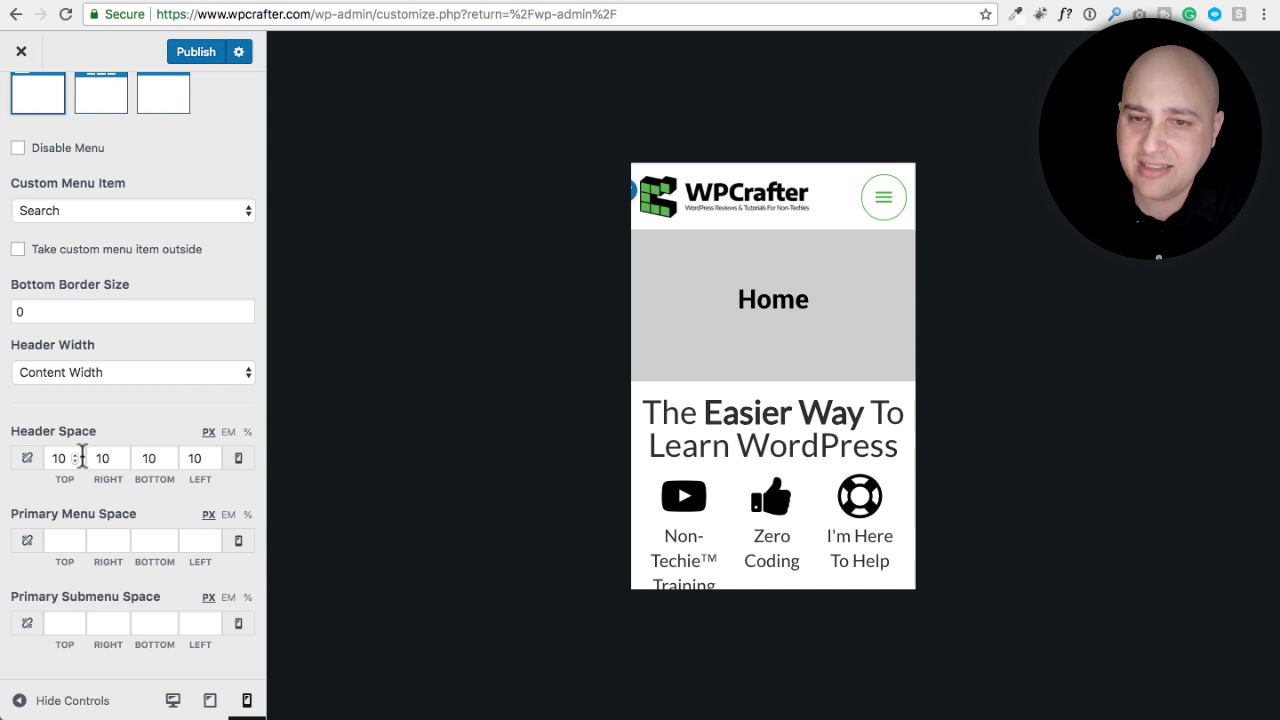 Secure
https://www.wpcrafter.com/wp-admin/customize.php?return=%2Fwp-admin%2F
f?
S
Publish
Disable Menu
Custom Menu Item
Search
Take custom menu item outside
Bottom Border Size
0
Header Width
Content Width
Header Space
PX EM %
10 10 10 10
TOP RIGHT BOTTOM LEFT
Primary Menu Space
PX EM %
TOP RIGHT BOTTOM LEFT
Primary Submenu Space
PX EM %
TOP RIGHT BOTTOM LEFT
Hide Controls
WPCrafter
WordPress Reviews & Tutorials For Non-Techies
Home
The Easier Way To
Learn WordPress
Non-
Techie™
Training
Zero
Coding
I'm Here
To Help